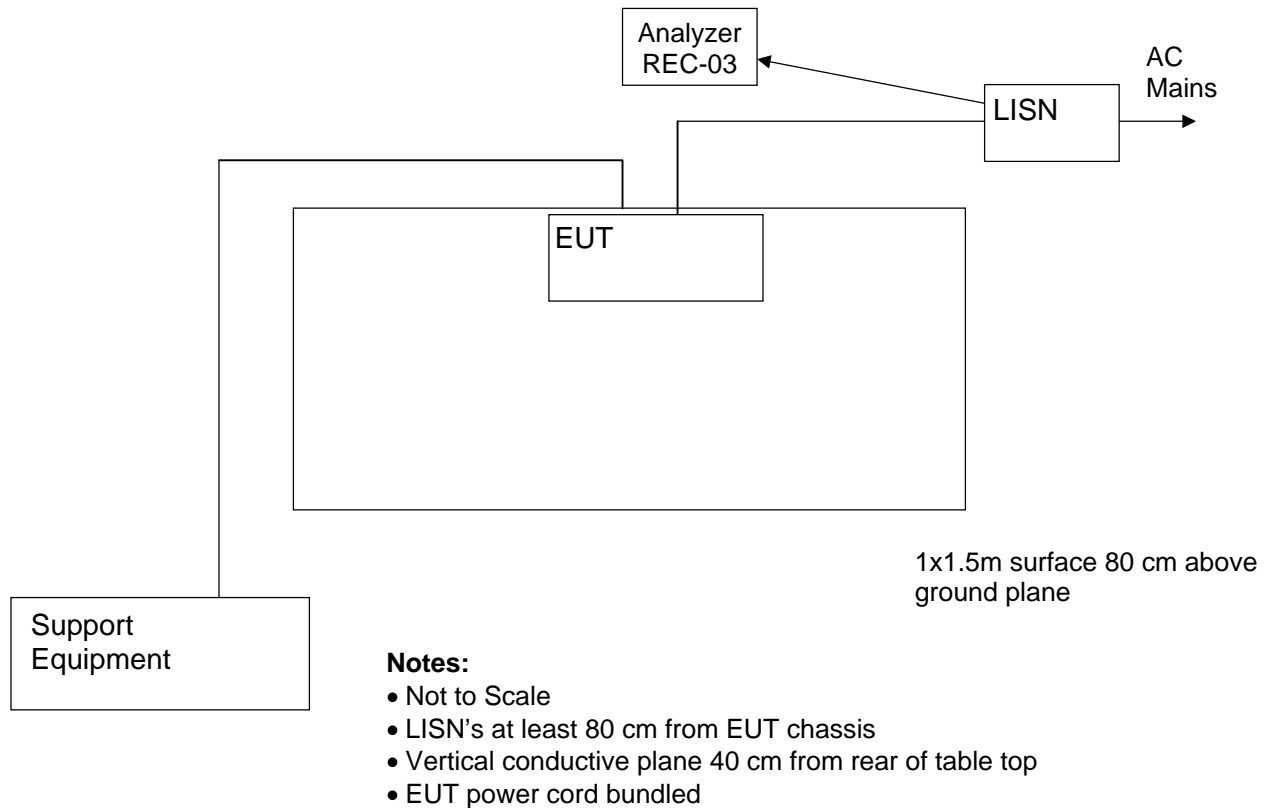 Analyzer
REC-03
AC
Mains
LISN
EUT
1x1.5m surface 80 cm above
ground plane
Support
Equipment
Notes:
• Not to Scale
• LISN’s at least 80 cm from EUT chassis
• Vertical conductive plane 40 cm from rear of table top
• EUT power cord bundled